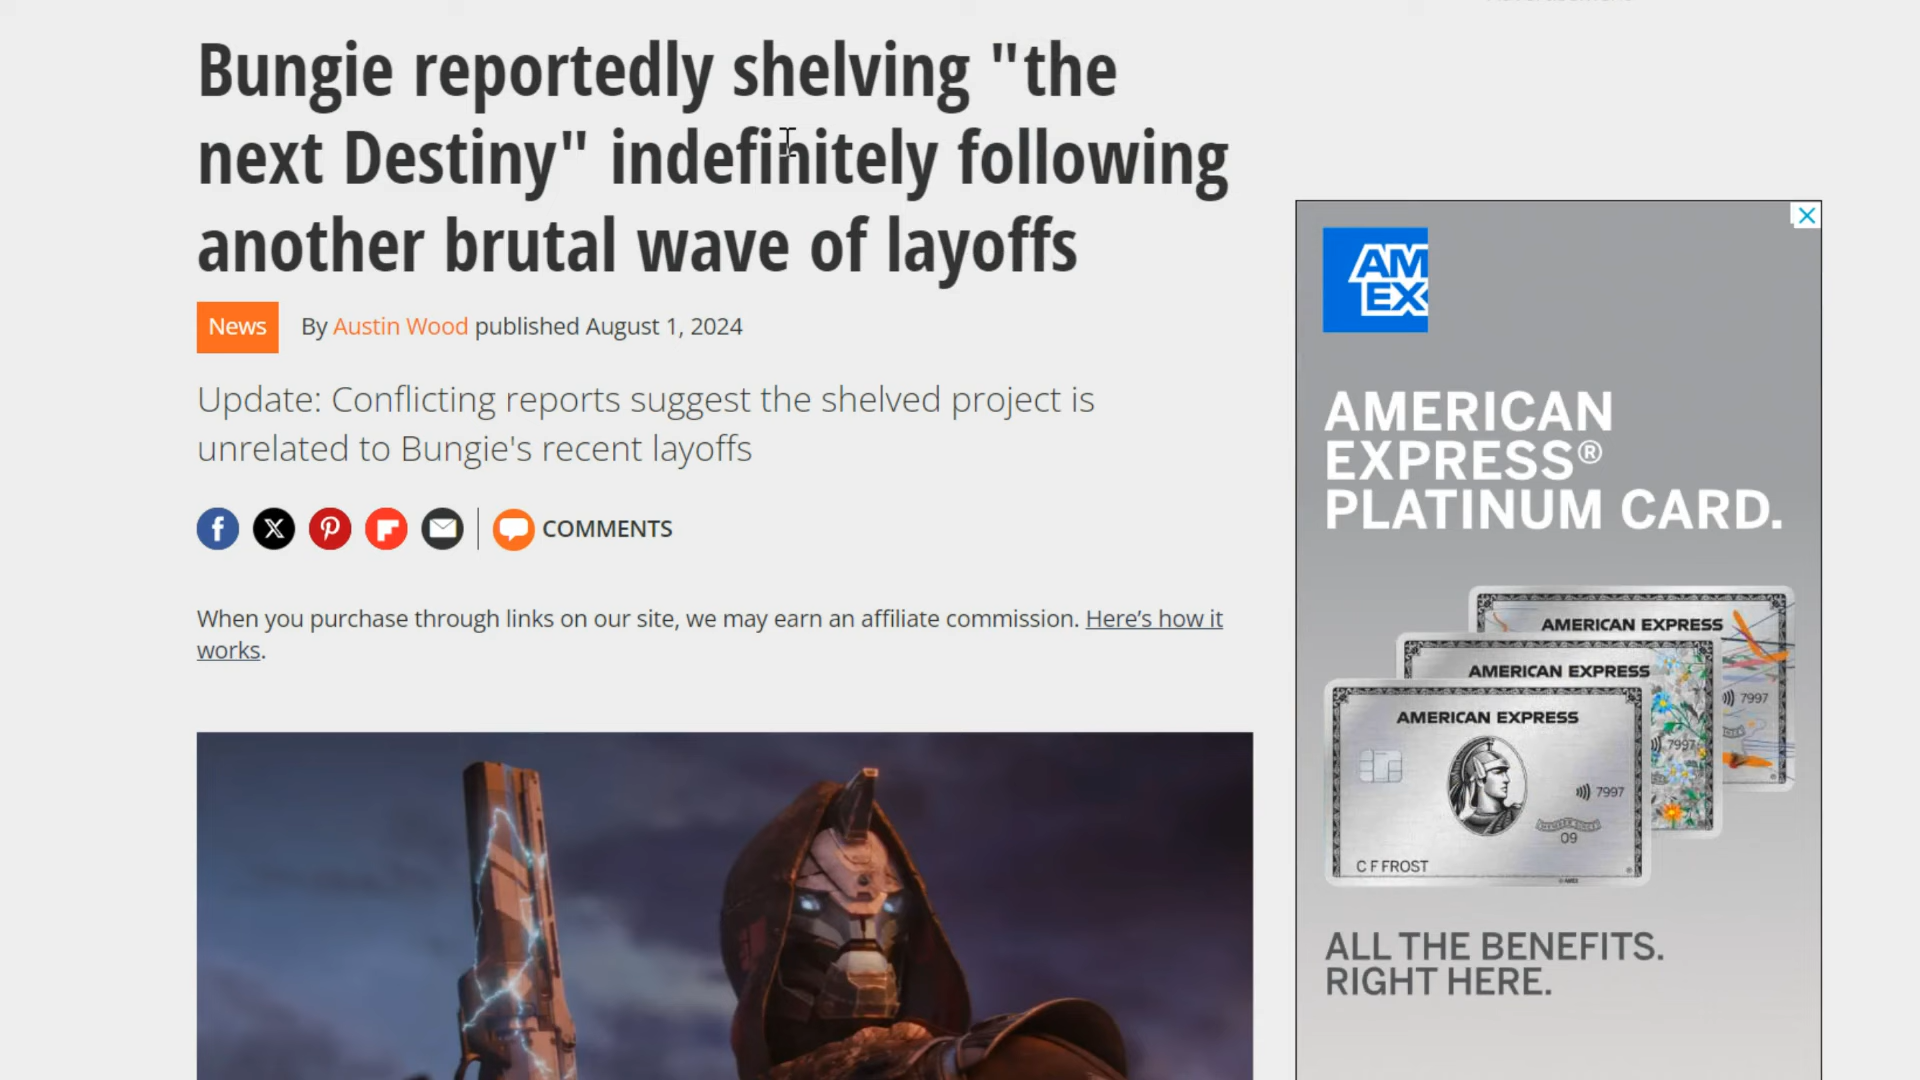 Bungie reportedly shelving "the
next Destiny" indefinitely following
another brutal wave of layoffs
News
By Austin Wood published August 1, 2024
Update: Conflicting reports suggest the shelved project is
unrelated to Bungie's recent layoffs
COMMENTS
When you purchase through links on our site, we may earn an affiliate commission. Here’s how it
works.
AM
EX
AMERICAN
EXPRESS®
PLATINUM CARD.
AMERICAN EXPRESS
7997
AMERICAN EXPRESS
7997
AMERICAN EXPRESS
7997
MEMBER SINCE
09
C F FROST
ALL THE BENEFITS.
RIGHT HERE.